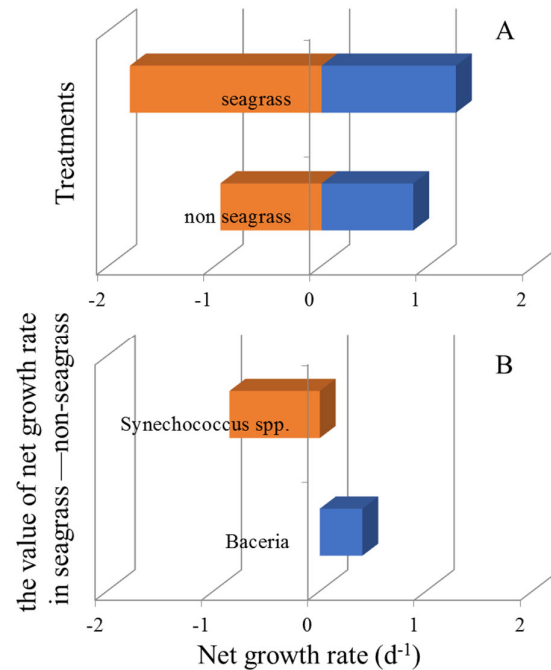 A
Treatments
seagrass
non seagrass
-2 -1 0 1 2
B
the value of net growth rate
in seagrass —non-seagrass
Synechococcus spp.
Baceria
-2 -1 0 1 2
Net growth rate (d⁻¹)